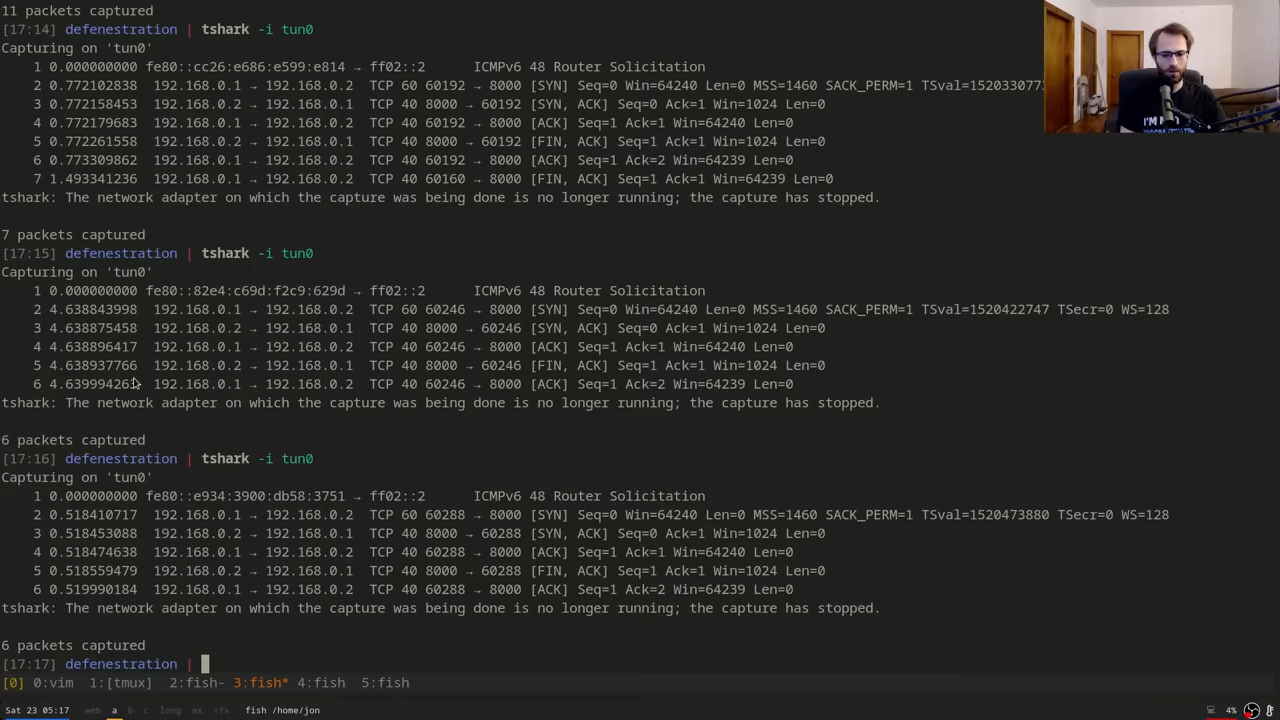 11 packets captured
[17:14] defenestration | tshark -i tun0
Capturing on 'tun0'
1 0.000000000 fe80::cc26:e686:e599:e814 → ff02::2 ICMPv6 48 Router Solicitation
2 0.772102838 192.168.0.1 → 192.168.0.2 TCP 60 60192 → 8000 [SYN] Seq=0 Win=64240 Len=0 MSS=1460 SACK_PERM=1 TSval=1520330773
3 0.772158453 192.168.0.2 → 192.168.0.1 TCP 40 8000 → 60192 [SYN, ACK] Seq=0 Ack=1 Win=1024 Len=0
4 0.772179683 192.168.0.1 → 192.168.0.2 TCP 40 60192 → 8000 [ACK] Seq=1 Ack=1 Win=64240 Len=0
5 0.772261558 192.168.0.2 → 192.168.0.1 TCP 40 8000 → 60192 [FIN, ACK] Seq=1 Ack=1 Win=1024 Len=0
6 0.773309862 192.168.0.1 → 192.168.0.2 TCP 40 60192 → 8000 [ACK] Seq=1 Ack=2 Win=64239 Len=0
7 1.493341236 192.168.0.1 → 192.168.0.2 TCP 40 60160 → 8000 [FIN, ACK] Seq=1 Ack=1 Win=64239 Len=0
tshark: The network adapter on which the capture was being done is no longer running; the capture has stopped.
7 packets captured
[17:15] defenestration | tshark -i tun0
Capturing on 'tun0'
1 0.000000000 fe80::82e4:c69d:f2c9:629d → ff02::2 ICMPv6 48 Router Solicitation
2 4.638843998 192.168.0.1 → 192.168.0.2 TCP 60 60246 → 8000 [SYN] Seq=0 Win=64240 Len=0 MSS=1460 SACK_PERM=1 TSval=1520422747 TSecr=0 WS=128
3 4.638875458 192.168.0.2 → 192.168.0.1 TCP 40 8000 → 60246 [SYN, ACK] Seq=0 Ack=1 Win=1024 Len=0
4 4.638896417 192.168.0.1 → 192.168.0.2 TCP 40 60246 → 8000 [ACK] Seq=1 Ack=1 Win=64240 Len=0
5 4.638937766 192.168.0.2 → 192.168.0.1 TCP 40 8000 → 60246 [FIN, ACK] Seq=1 Ack=1 Win=1024 Len=0
6 192.168.0.1 → 192.168.0.2 TCP 40 60246 → 8000 [ACK] Seq=1 Ack=2 Win=64239 Len=0
tshark: The network adapter on which the capture was being done is no longer running; the capture has stopped.
6 packets captured
[17:16] defenestration | tshark -i tun0
Capturing on 'tun0'
1 0.000000000 fe80::e934:3900:db58:3751 → ff02::2 ICMPv6 48 Router Solicitation
2 0.518410717 192.168.0.1 → 192.168.0.2 TCP 60 60288 → 8000 [SYN] Seq=0 Win=64240 Len=0 MSS=1460 SACK_PERM=1 TSval=1520473880 TSecr=0 WS=128
3 0.518453088 192.168.0.2 → 192.168.0.1 TCP 40 8000 → 60288 [SYN, ACK] Seq=0 Ack=1 Win=1024 Len=0
4 0.518474638 192.168.0.1 → 192.168.0.2 TCP 40 60288 → 8000 [ACK] Seq=1 Ack=1 Win=64240 Len=0
5 0.518559479 192.168.0.2 → 192.168.0.1 TCP 40 8000 → 60288 [FIN, ACK] Seq=1 Ack=1 Win=1024 Len=0
6 0.519990184 192.168.0.1 → 192.168.0.2 TCP 40 60288 → 8000 [ACK] Seq=1 Ack=2 Win=64239 Len=0
tshark: The network adapter on which the capture was being done is no longer running; the capture has stopped.
6 packets captured
[17:17] defenestration |
[0] 0:vim 1:[tmux] 2:fish- 3:fish* 4:fish 5:fish
Sat 23 05:17 web a b c long mx sfx fish /home/jon 4%